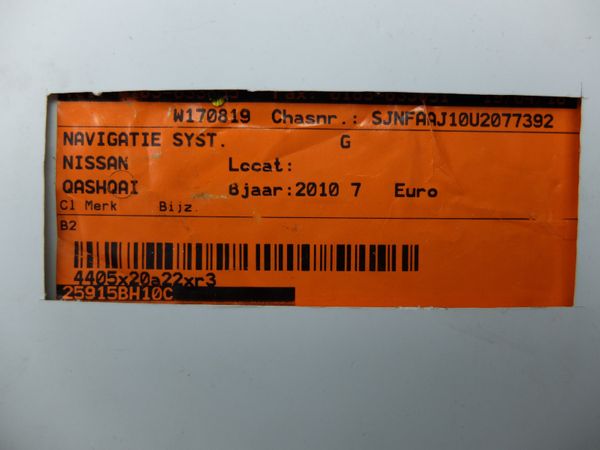 W170819 Chasnr.: SJNFAAJ10U2077392
NAVIGATIE SYST. G
NISSAN Locat:
QASHQAI Bjaar:2010 7 Euro
Cl Merk Bijz.
B2
4405x20a22xr3
25915BH10C